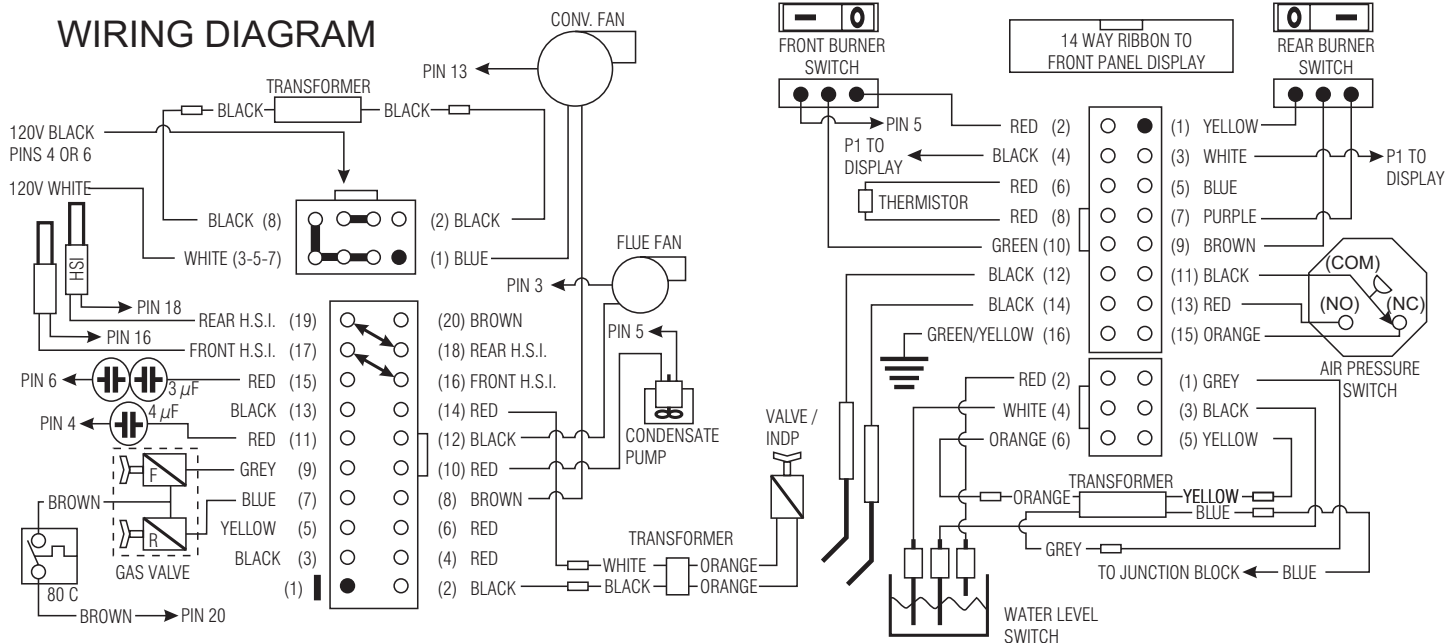 WIRING DIAGRAM
CONV. FAN
PIN 13
TRANSFORMER
BLACK
BLACK
120V BLACK
PINS 4 OR 6
120V WHITE
BLACK (8)
(2) BLACK
WHITE (3-5-7)
(1) BLUE
HSI
FLUE FAN
PIN 3
PIN 18
PIN 5
PIN 16
REAR H.S.I. (19)
(20) BROWN
FRONT H.S.I. (17)
(18) REAR H.S.I.
PIN 6
3 µF
RED (15)
(16) FRONT H.S.I.
BLACK (13)
(14) RED
PIN 4
4 µF
RED (11)
(12) BLACK
CONDENSATE
PUMP
F
GREY (9)
(10) RED
BROWN
BLUE (7)
(8) BROWN
R
YELLOW (5)
(6) RED
GAS VALVE
BLACK (3)
(4) RED
(1)
(2) BLACK
80 C
BROWN
PIN 20
TRANSFORMER
WHITE
ORANGE
BLACK
ORANGE
VALVE /
INDP
FRONT BURNER
SWITCH
14 WAY RIBBON TO
FRONT PANEL DISPLAY
REAR BURNER
SWITCH
0
0
PIN 5
RED (2)
(1) YELLOW
P1 TO
DISPLAY
BLACK (4)
(3) WHITE
P1 TO
DISPLAY
RED (6)
(5) BLUE
THERMISTOR
RED (8)
(7) PURPLE
GREEN (10)
(9) BROWN
BLACK (12)
(11) BLACK
(COM)
BLACK (14)
(13) RED
(NO)
(NC)
GREEN/YELLOW (16)
(15) ORANGE
AIR PRESSURE
SWITCH
RED (2)
(1) GREY
WHITE (4)
(3) BLACK
ORANGE (6)
(5) YELLOW
TRANSFORMER
ORANGE
YELLOW
BLUE
GREY
TO JUNCTION BLOCK
BLUE
WATER LEVEL
SWITCH